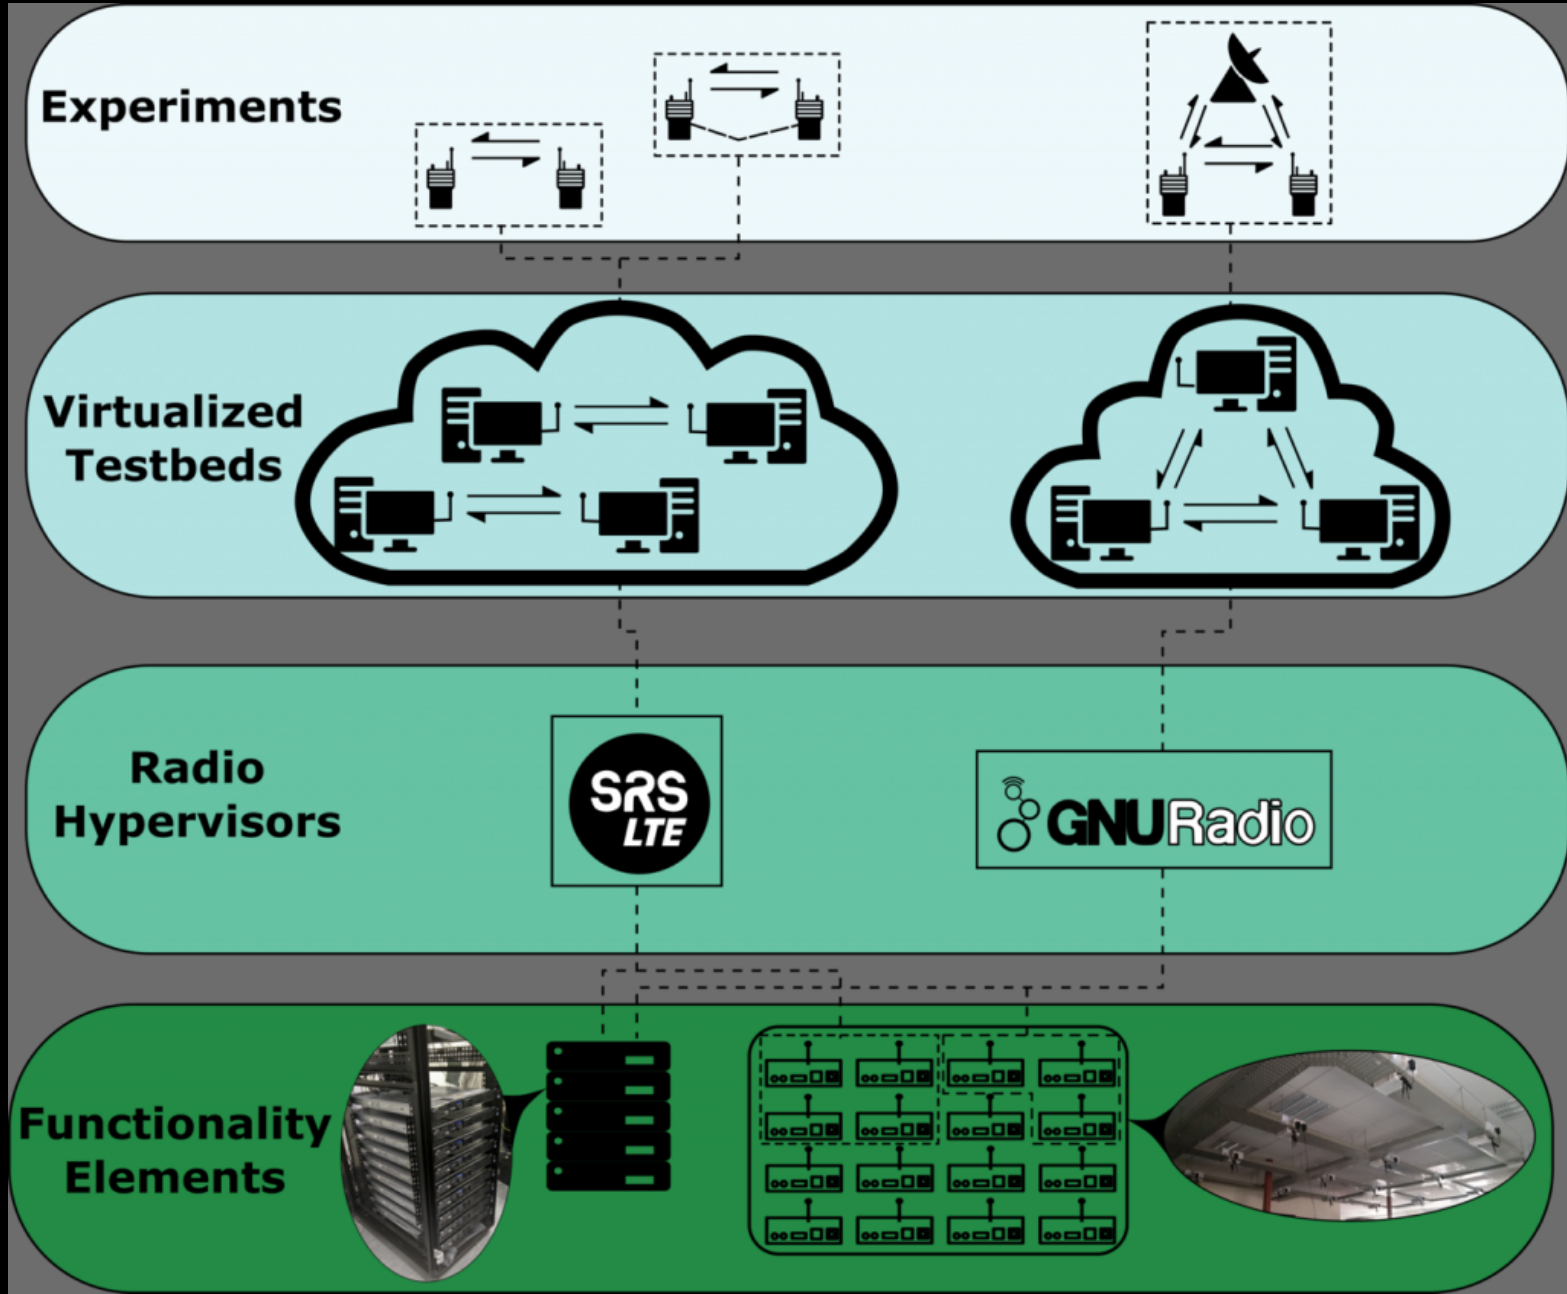 Experiments
Virtualized
Testbeds
Radio
Hypervisors
SRS
LTE
GNURadio
Functionality
Elements